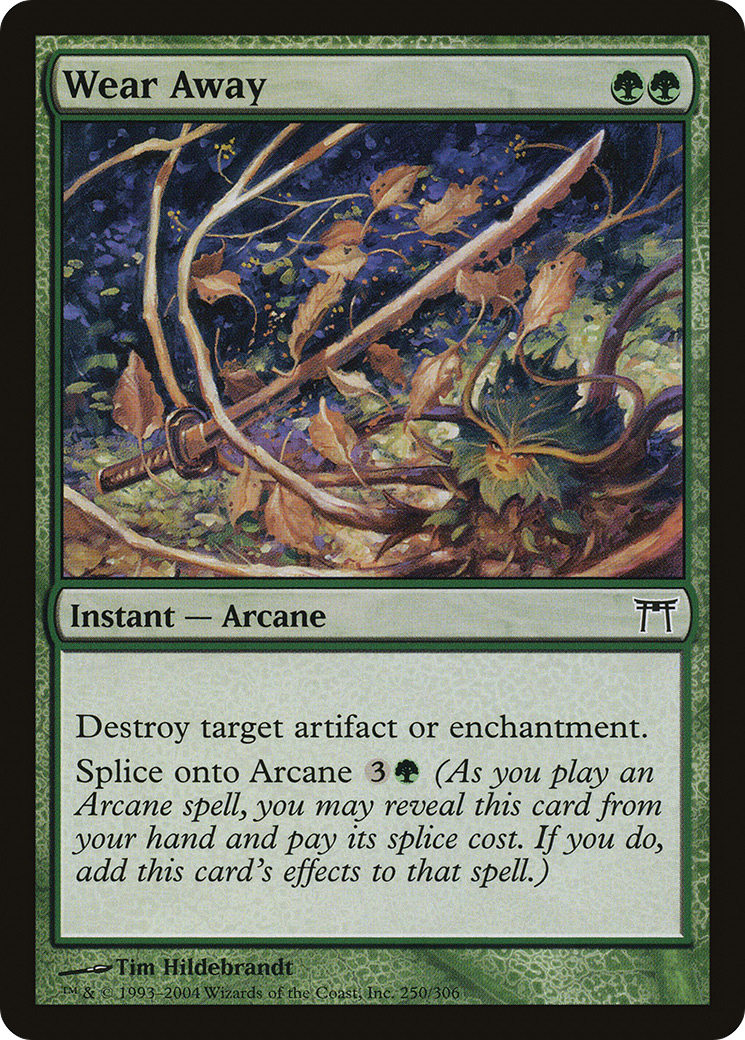 Wear Away
Instant — Arcane
Destroy target artifact or enchantment.
Splice onto Arcane 3 (As you play an
Arcane spell, you may reveal this card from
your hand and pay its splice cost. If you do,
add this card's effects to that spell.)
Tim Hildebrandt
™ & © 1993–2004 Wizards of the Coast, Inc. 250/306